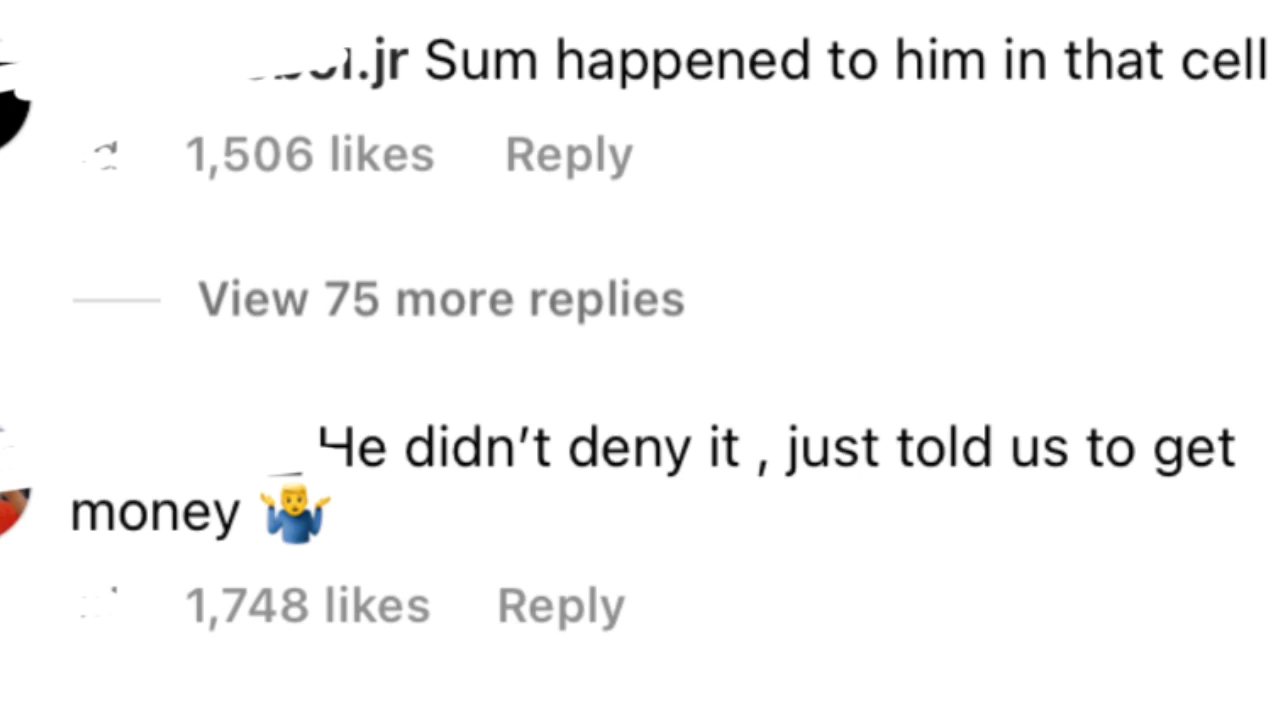 .jr Sum happened to him in that cell
1,506 likes Reply
View 75 more replies
He didn’t deny it , just told us to get
money 🤷‍♂️
1,748 likes Reply